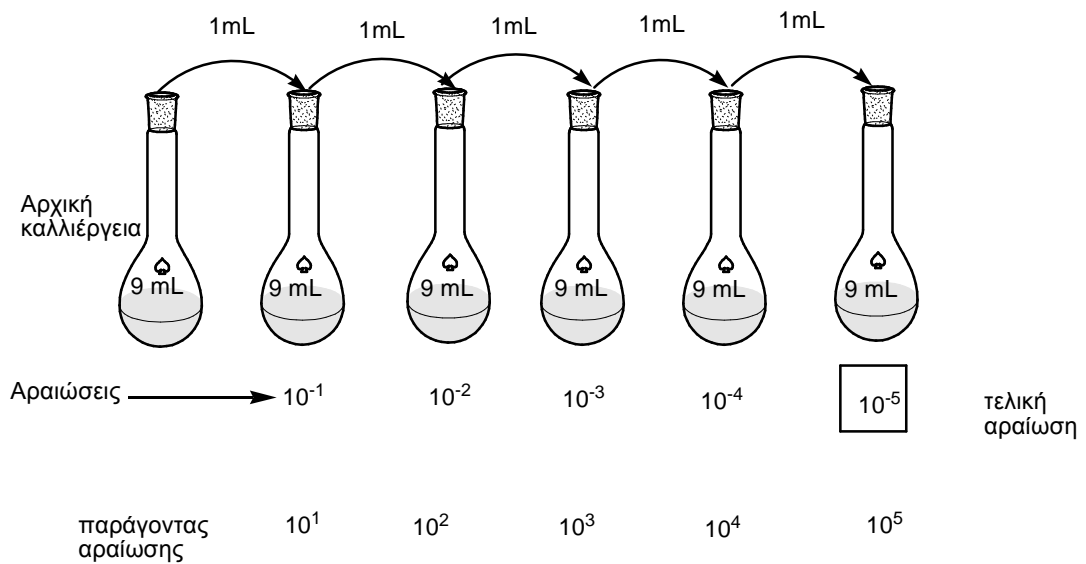 1mL 1mL 1mL 1mL 1mL
Αρχική
καλλιέργεια
9 mL 9 mL 9 mL 9 mL 9 mL 9 mL
Αραιώσεις 10⁻¹ 10⁻² 10⁻³ 10⁻⁴ 10⁻⁵ τελική
αραίωση
παράγοντας 10¹ 10² 10³ 10⁴ 10⁵
αραίωσης